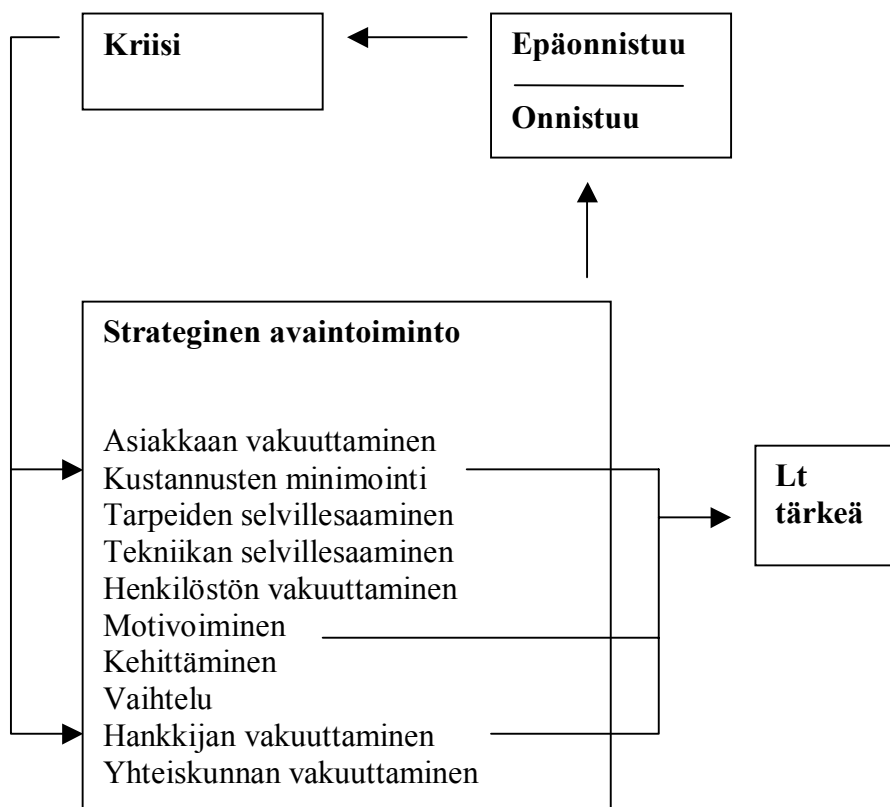 Kriisi
Epäonnistuu
Onnistuu
Strateginen avaintoiminto
Asiakkaan vakuuttaminen
Kustannusten minimointi
Tarpeiden selvillesaaminen
Tekniikan selvillesaaminen
Henkilöstön vakuuttaminen
Motivoiminen
Kehittäminen
Vaihtelu
Hankkijan vakuuttaminen
Yhteiskunnan vakuuttaminen
Lt
tärkeä